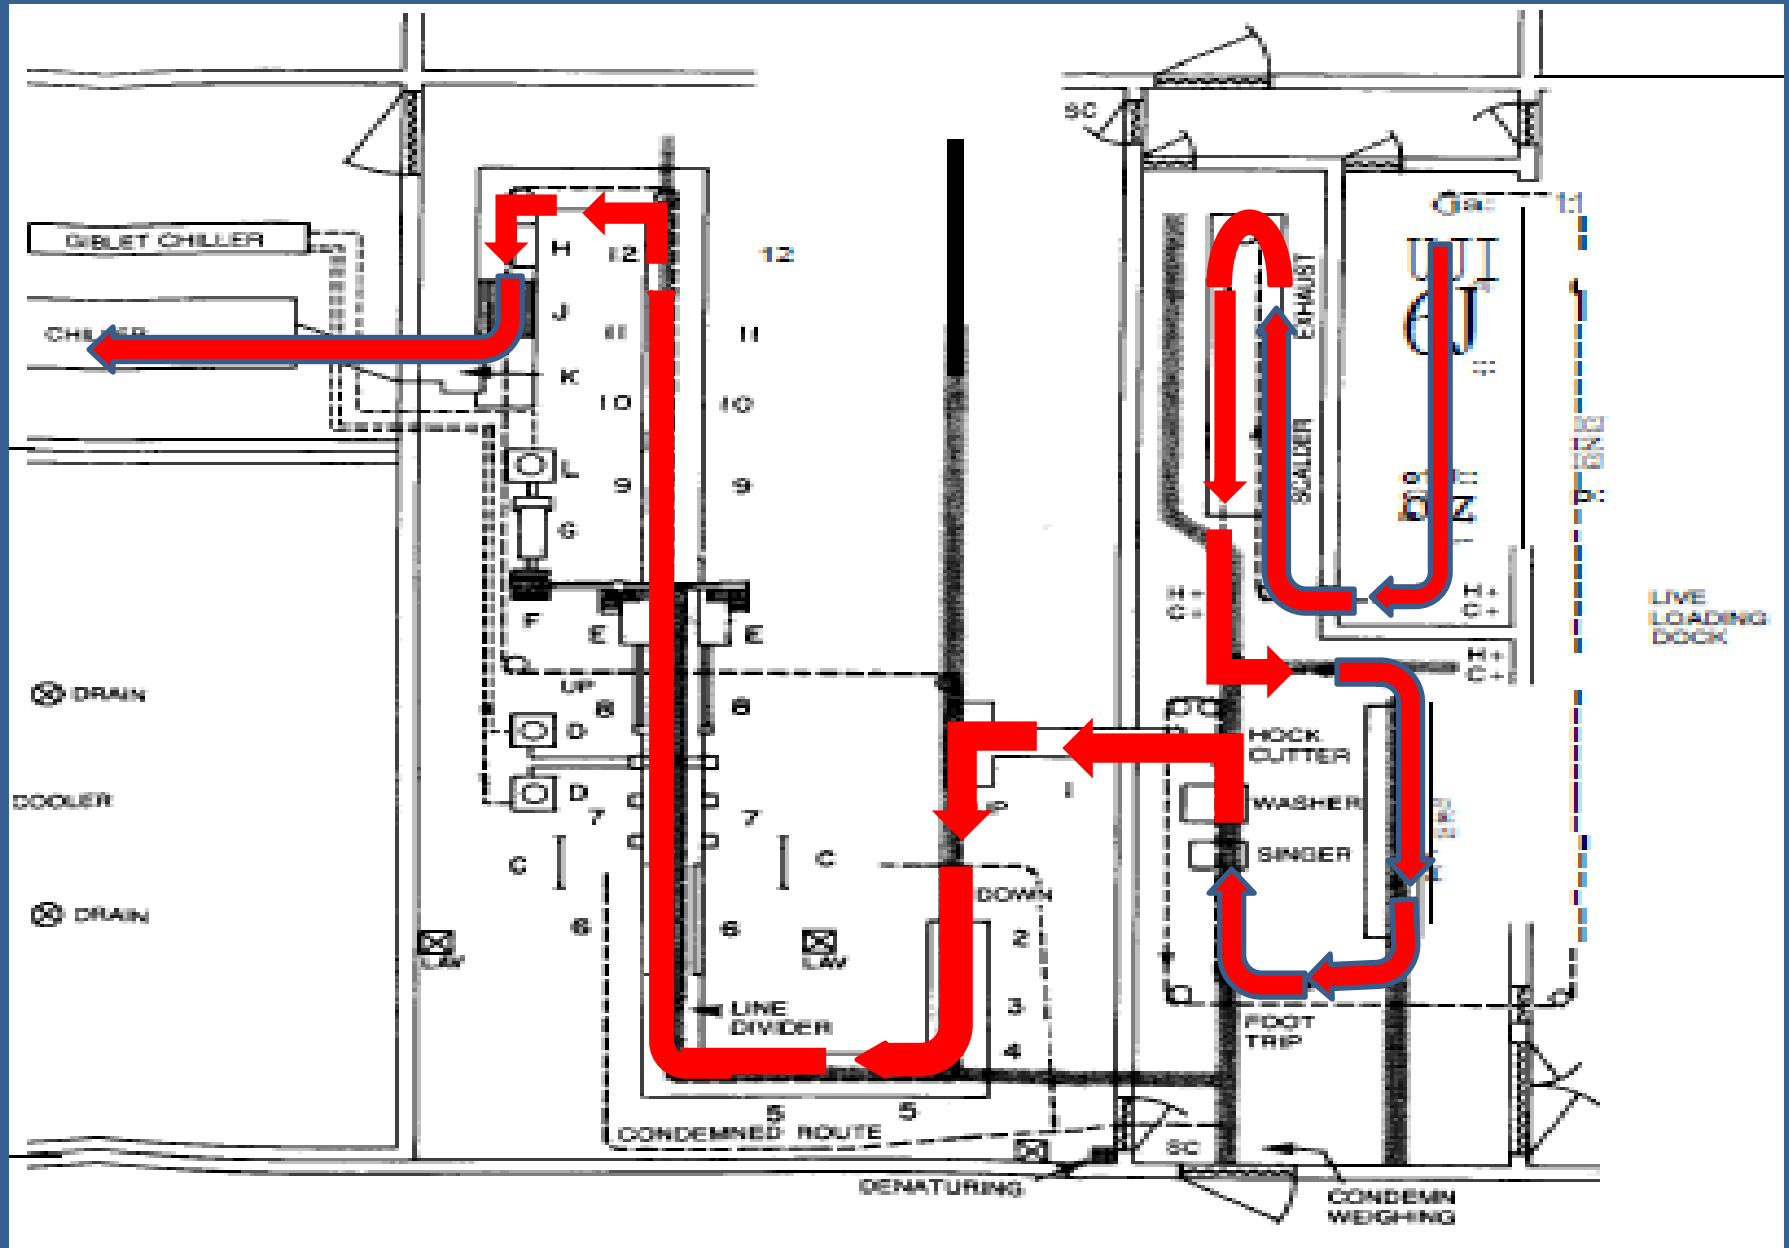 SC
GIBLET CHILLER
H
12
12
EXHAUST
J
11
11
K
10
10
SCALDER
L
9
9
G
H+
C+
H+
C+
LIVE
LOADING
DOCK
F
E
E
H+
C+
UP
DRAIN
8
8
D
HOCK
CUTTER
D
COOLER
7
7
WASHER
C
C
SINGER
DOWN
DRAIN
6
6
2
LAV
LAV
LINE
DIVIDER
3
FOOT
TRIP
4
5
5
CONDEMNED ROUTE
SC
DENATURING
CONDEMN
WEIGHING